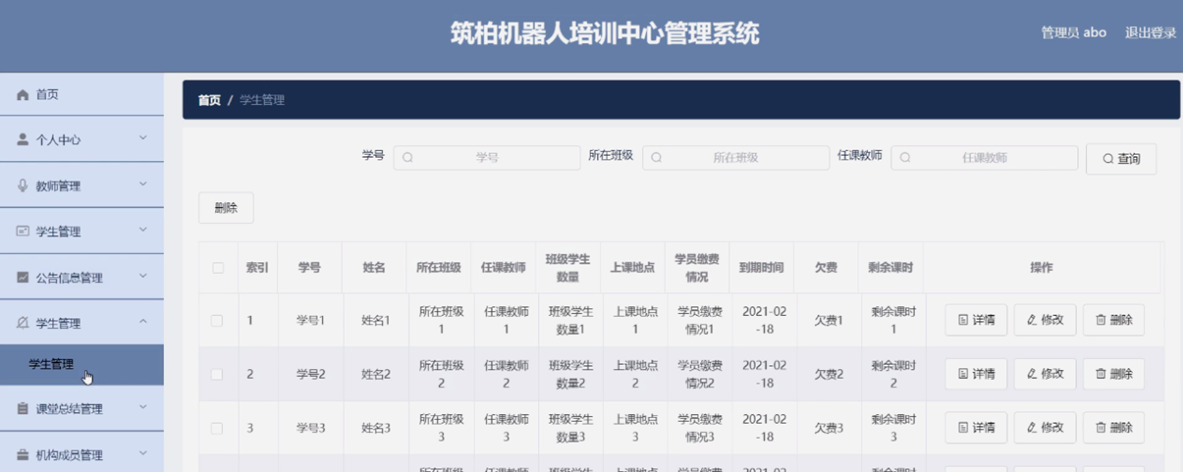 筑柏机器人培训中心管理系统
管理员 abo 退出登录
首页
个人中心
教师管理
学生管理
公告信息管理
学生管理
学生管理
课堂总结管理
机构成员管理
首页 / 学生管理
学号 学号 所在班级 所在班级 任课教师 任课教师 查询
删除
索引 学号 姓名 所在班级 任课教师 班级学生数量 上课地点 学员缴费情况 到期时间 欠费 剩余课时 操作
1 学号1 姓名1 所在班级1 任课教师1 班级学生数量1 上课地点1 学员缴费情况1 2021-02-18 欠费1 剩余课时1 详情 修改 删除
2 学号2 姓名2 所在班级2 任课教师2 班级学生数量2 上课地点2 学员缴费情况2 2021-02-18 欠费2 剩余课时2 详情 修改 删除
3 学号3 姓名3 所在班级3 任课教师3 班级学生数量3 上课地点3 学员缴费情况3 2021-02-18 欠费3 剩余课时3 详情 修改 删除